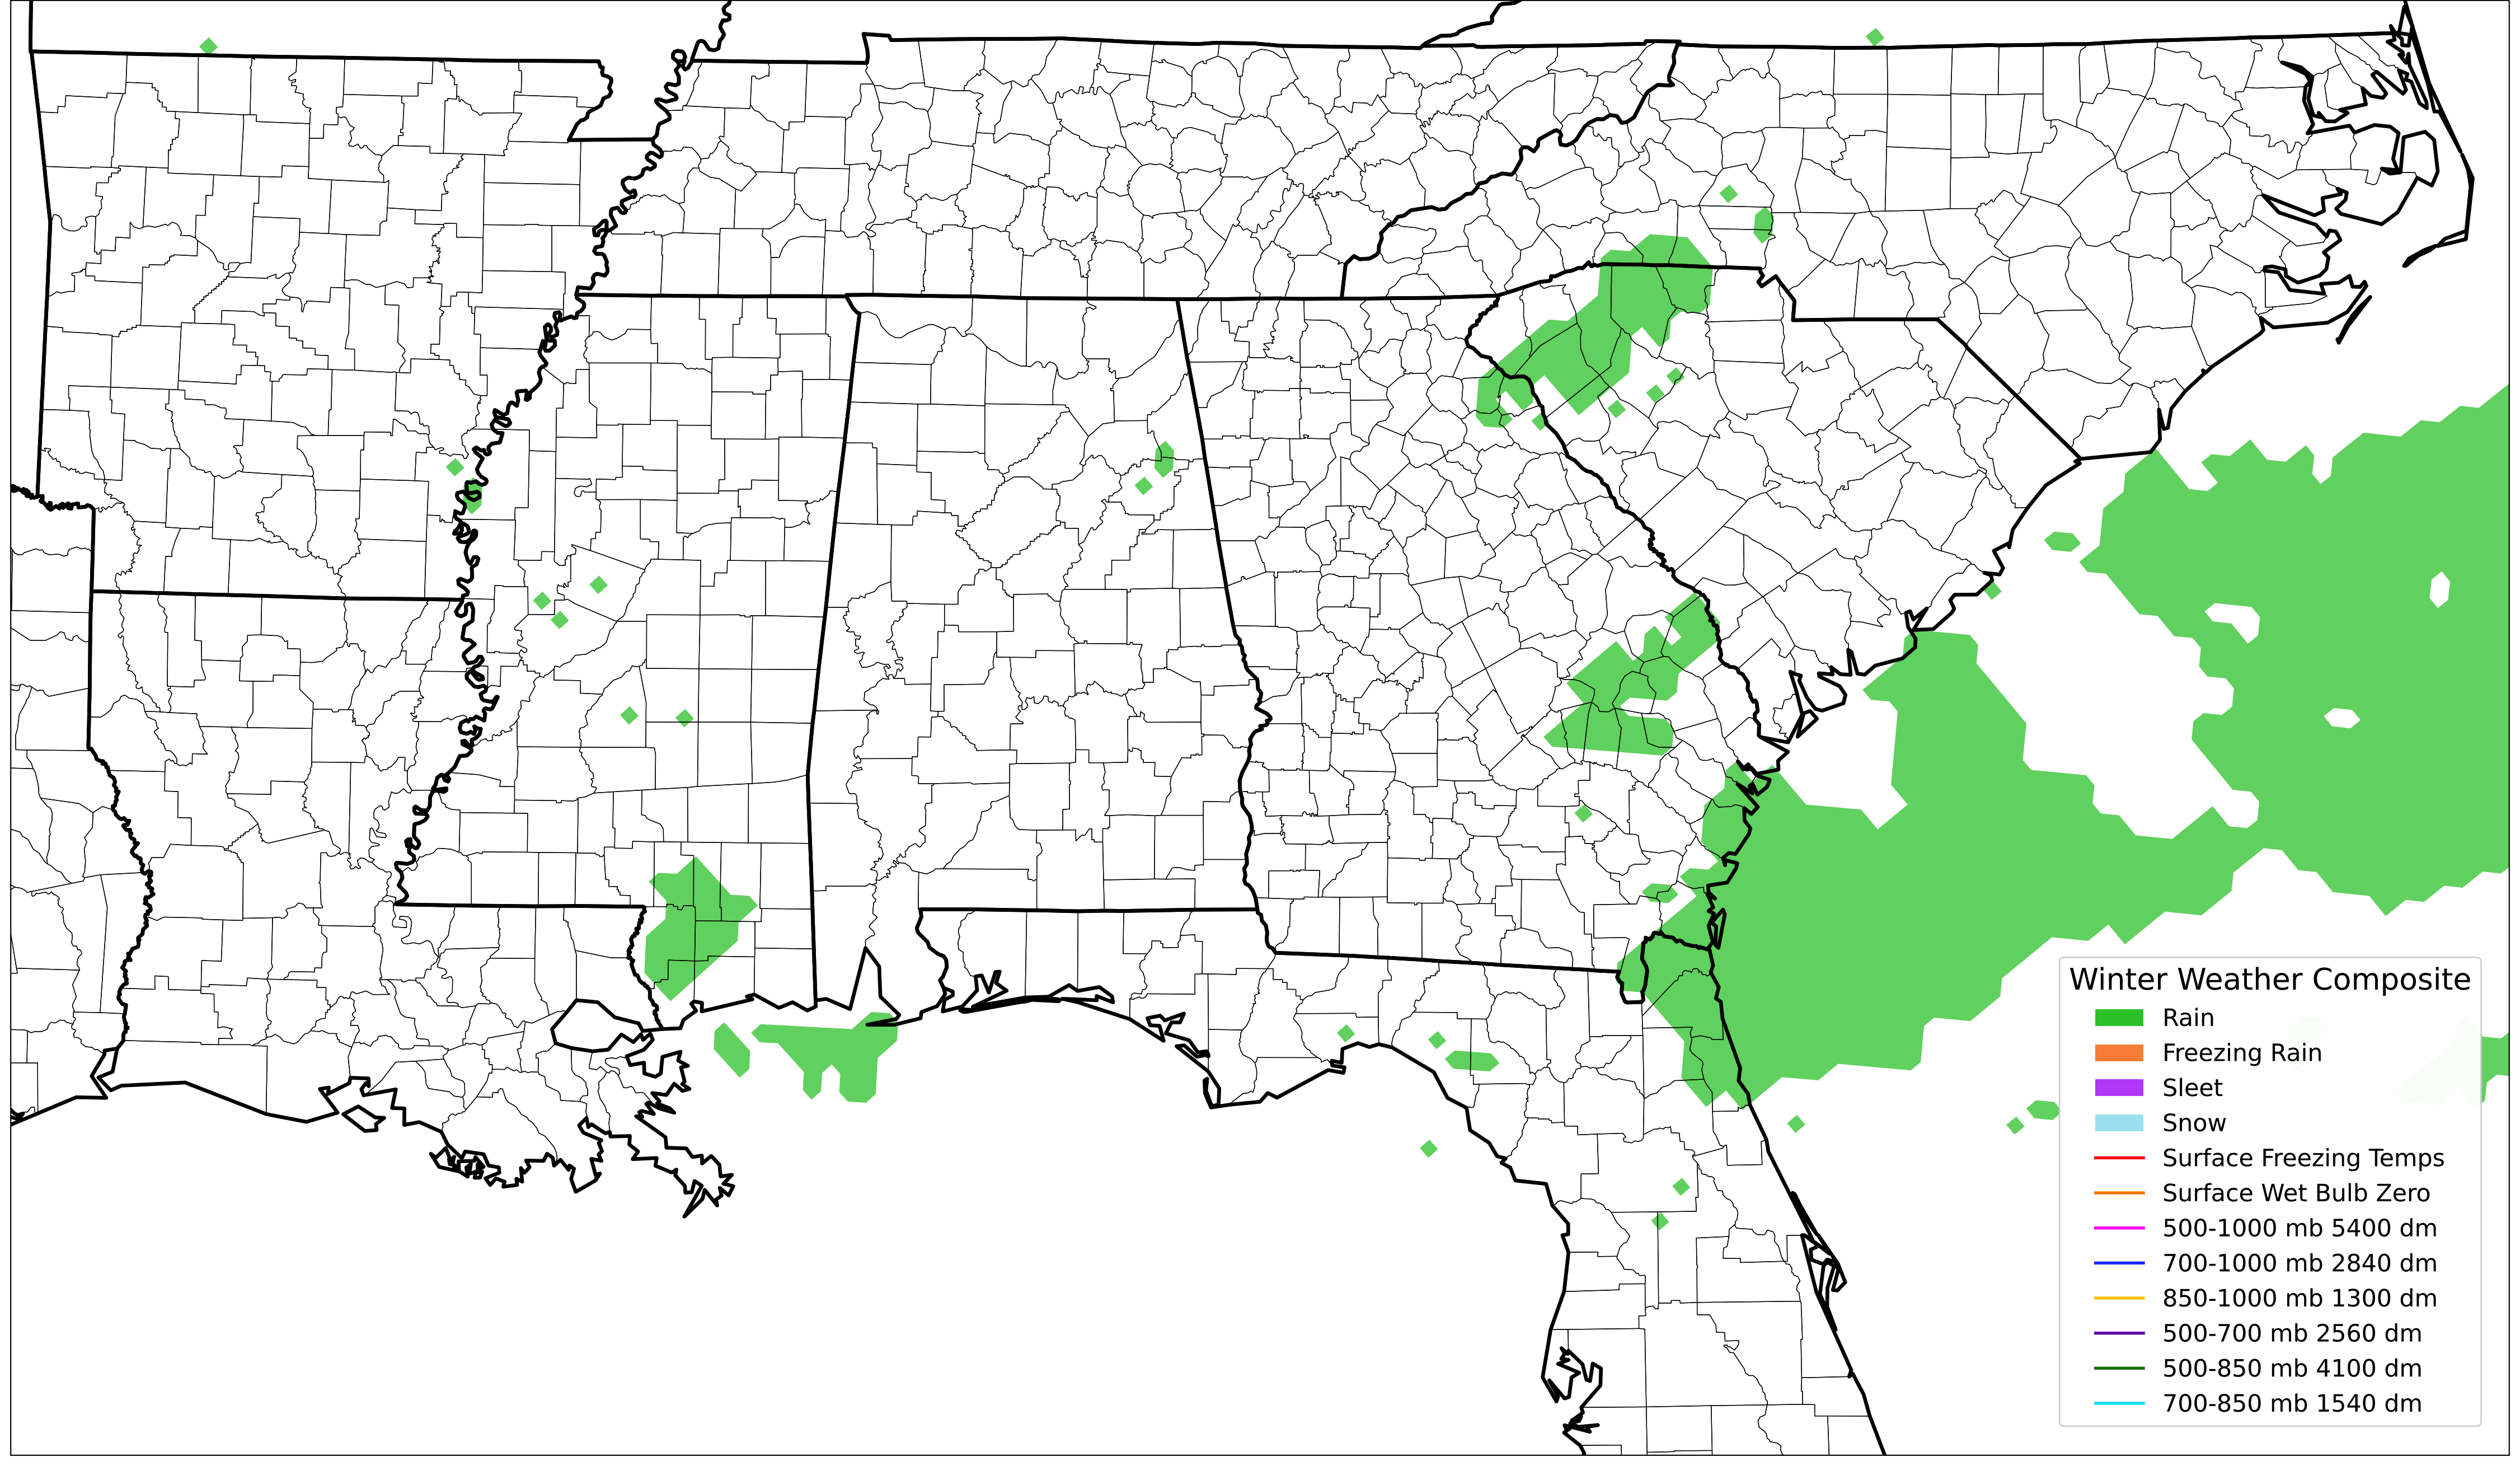 Winter Weather Composite
Rain
Freezing Rain
Sleet
Snow
Surface Freezing Temps
Surface Wet Bulb Zero
500-1000 mb 5400 dm
700-1000 mb 2840 dm
850-1000 mb 1300 dm
500-700 mb 2560 dm
500-850 mb 4100 dm
700-850 mb 1540 dm